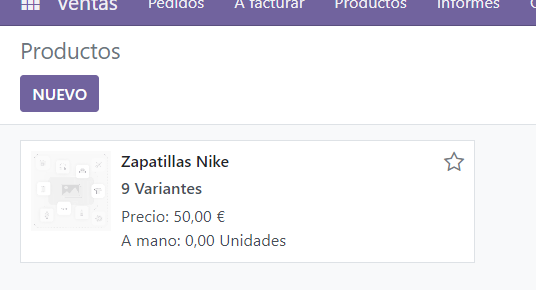 Ventas Pedidos A facturar Productos Informes
Productos
NUEVO
Zapatillas Nike
9 Variantes
Precio: 50,00 €
A mano: 0,00 Unidades